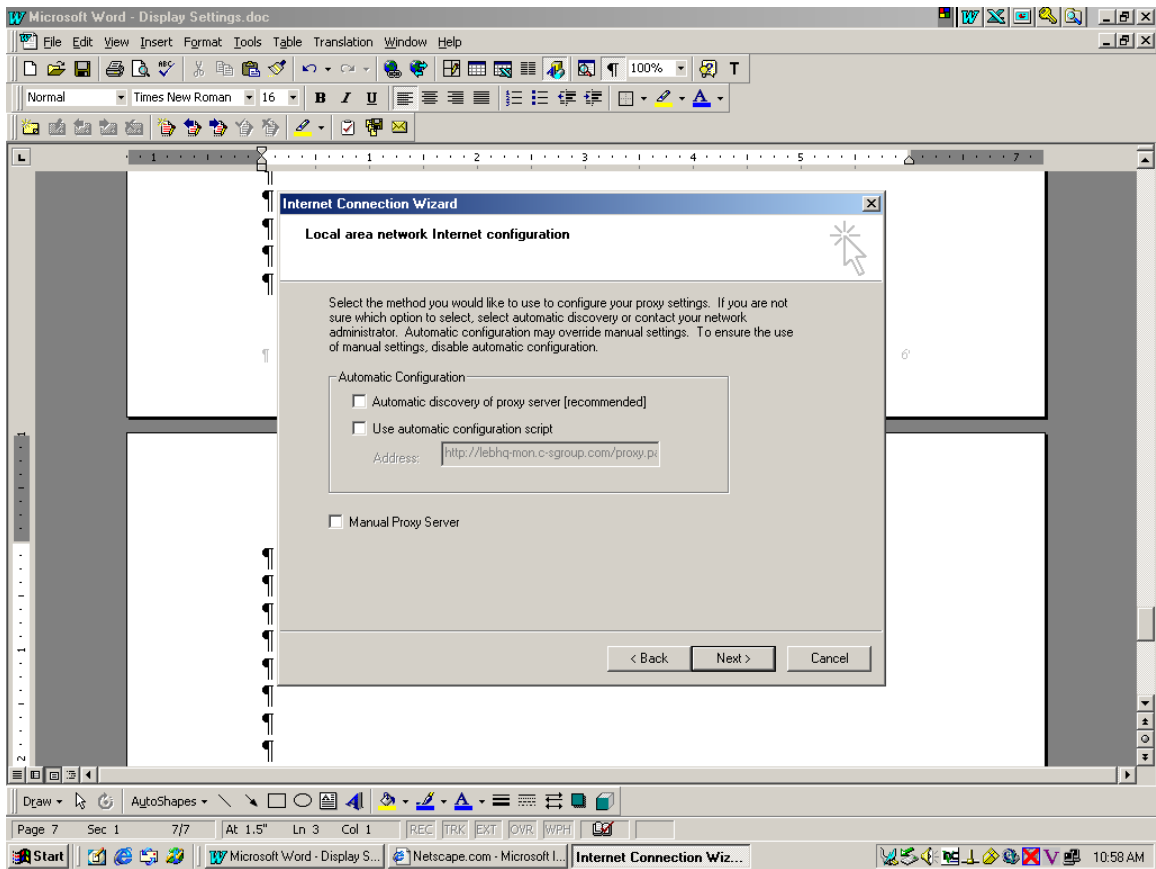 Microsoft Word - Display Settings.doc
File Edit View Insert Format Tools Table Translation Window Help
100%
Normal Times New Roman 16 B I U
1 1 2 3 4 5 7
Internet Connection Wizard
Local area network Internet configuration
Select the method you would like to use to configure your proxy settings. If you are not
sure which option to select, select automatic discovery or contact your network
administrator. Automatic configuration may override manual settings. To ensure the use
of manual settings, disable automatic configuration.
6
Automatic Configuration
Automatic discovery of proxy server [recommended]
Use automatic configuration script
Address: http://lebhq-mon.c-sgroup.com/proxy.pa
Manual Proxy Server
< Back Next > Cancel
Draw AutoShapes
Page 7 Sec 1 7/7 At 1.5" Ln 3 Col 1 REC TRK EXT OVR WPH
Start Microsoft Word - Display S... Netscape.com - Microsoft I... Internet Connection Wiz... 10:58 AM